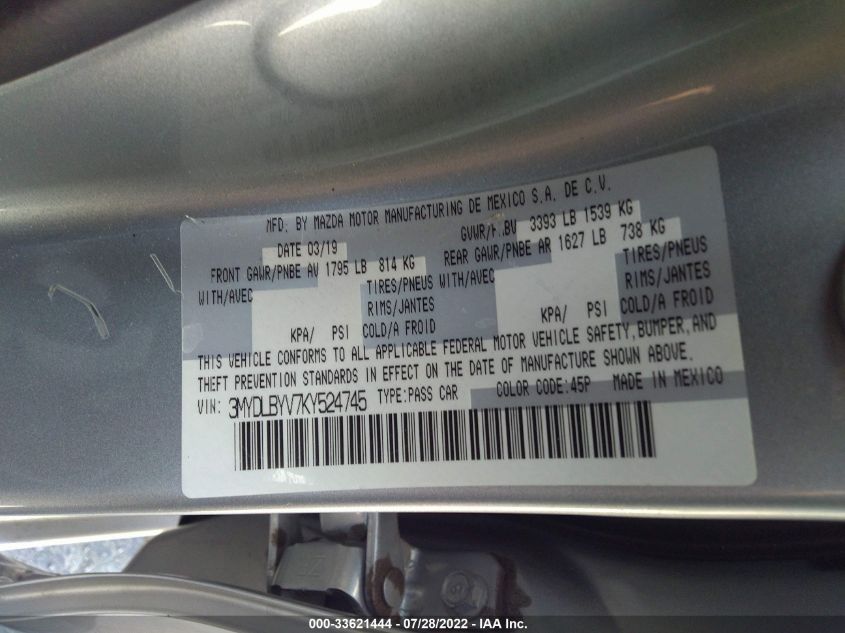 MFD. BY MAZDA MOTOR MANUFACTURING DE MEXICO S.A. DE C.V.
DATE 03/19 GVWR/P.BV 3393 LB 1539 KG
FRONT GAWR/PNBE AV 1795 LB 814 KG REAR GAWR/PNBE AR 1627 LB 738 KG
WITH/AVEC TIRES/PNEUS WITH/AVEC TIRES/PNEUS
RIMS/JANTES RIMS/JANTES
KPA/ PSI COLD/A FROID KPA/ PSI COLD/A FROID
THIS VEHICLE CONFORMS TO ALL APPLICABLE FEDERAL MOTOR VEHICLE SAFETY, BUMPER, AND
THEFT PREVENTION STANDARDS IN EFFECT ON THE DATE OF MANUFACTURE SHOWN ABOVE.
VIN: 3MYDLBYV7KY524745 TYPE:PASS CAR COLOR CODE:45P MADE IN MEXICO
000-33621444 - 07/28/2022 - IAA Inc.